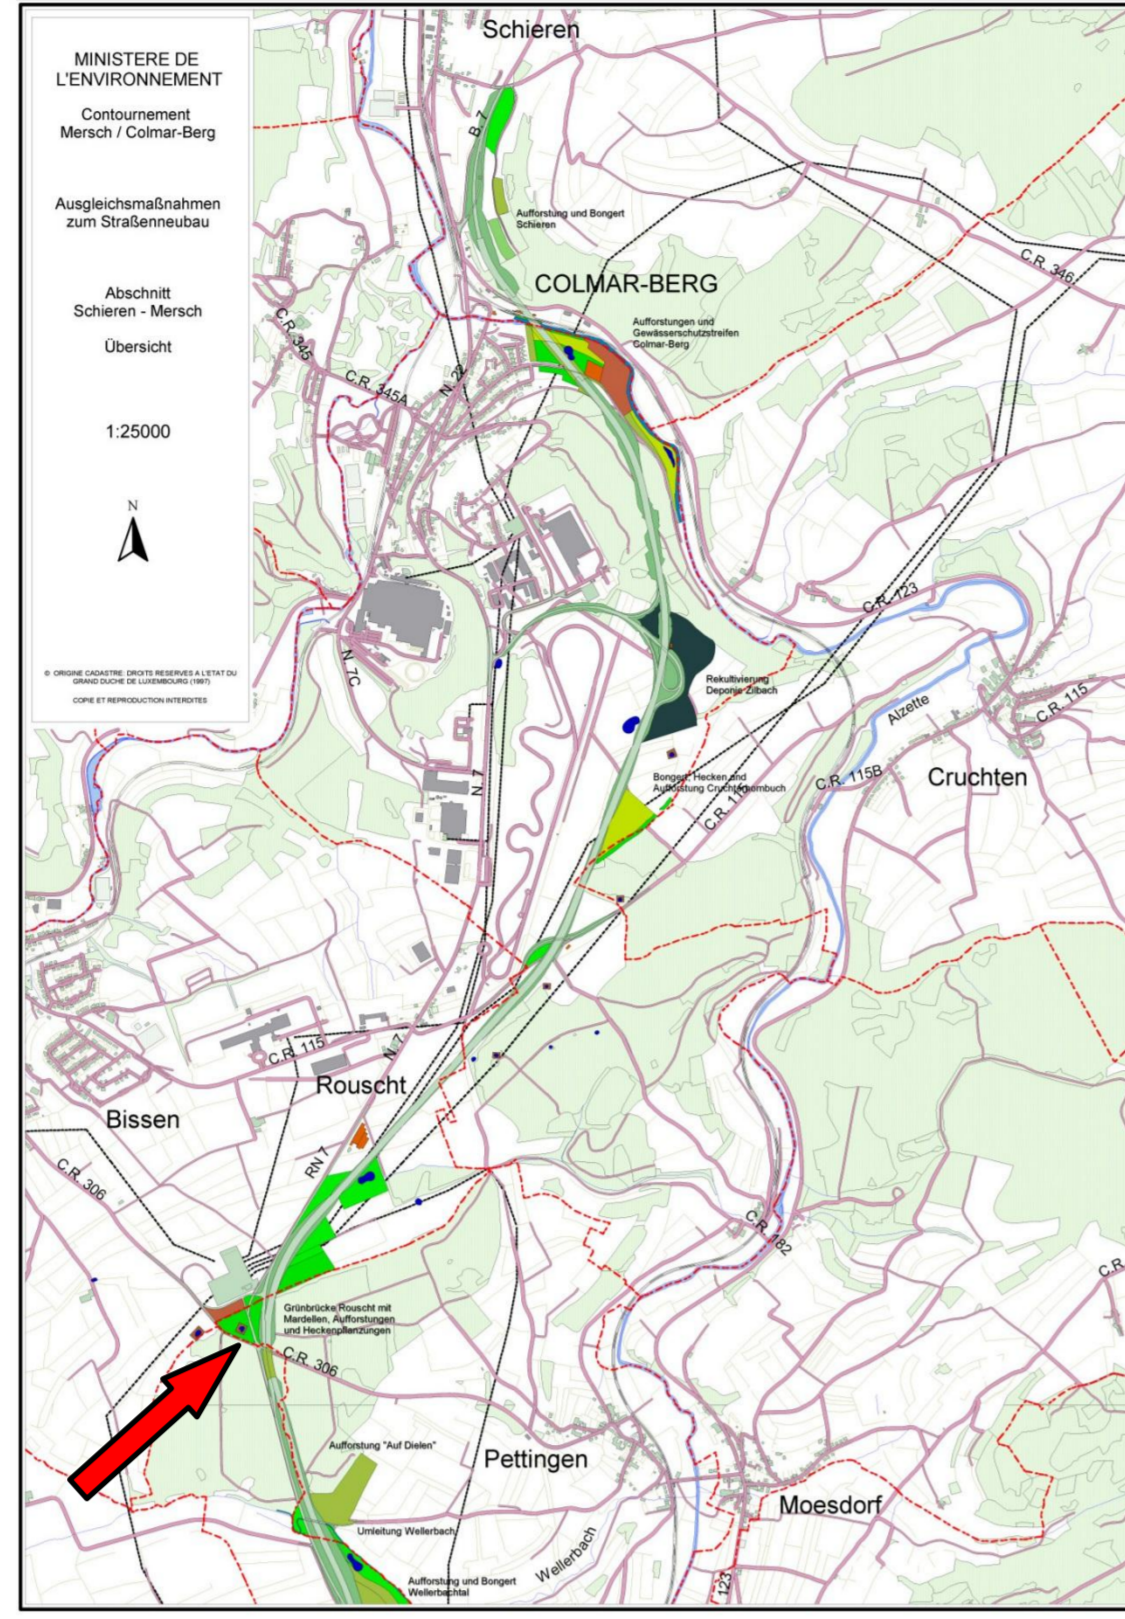 MINISTERE DE
L'ENVIRONNEMENT
Contournement
Mersch / Colmar-Berg
Ausgleichsmaßnahmen
zum Straßenneubau
Abschnitt
Schieren - Mersch
Übersicht
1:25000
N
© ORIGINE CADASTRE: DROITS RESERVES A L'ETAT DU
GRAND DUCHE DE LUXEMBOURG (1997)
COPIE ET REPRODUCTION INTERDITES
Schieren
B. 7
Aufforstung und Bongert
Schieren
COLMAR-BERG
C.R. 346
Aufforstungen und
Gewässerschutzstreifen
Colmar-Berg
C.R. 345
C.R. 345A
N. 22
C.R. 123
N. 7C
Rekultivierung
Deponie Zilbach
Alzette
C.R. 115
C.R. 115B
Cruchten
N 7
Bongert, Hecken und
Aufforstung Cruchtenkombuch
C.R. 115
C.R. 115
N. 7
Rouscht
Bissen
RN 7
C.R. 306
C.R. 182
C.R.
Grünbrücke Rouscht mit
Mardellen, Aufforstungen
und Heckenpflanzungen
C.R. 306
Aufforstung "Auf Dielen"
Pettingen
Moesdorf
Umleitung Wellerbach
Wellerbach
Aufforstung und Bongert
Wellerbachtal
123